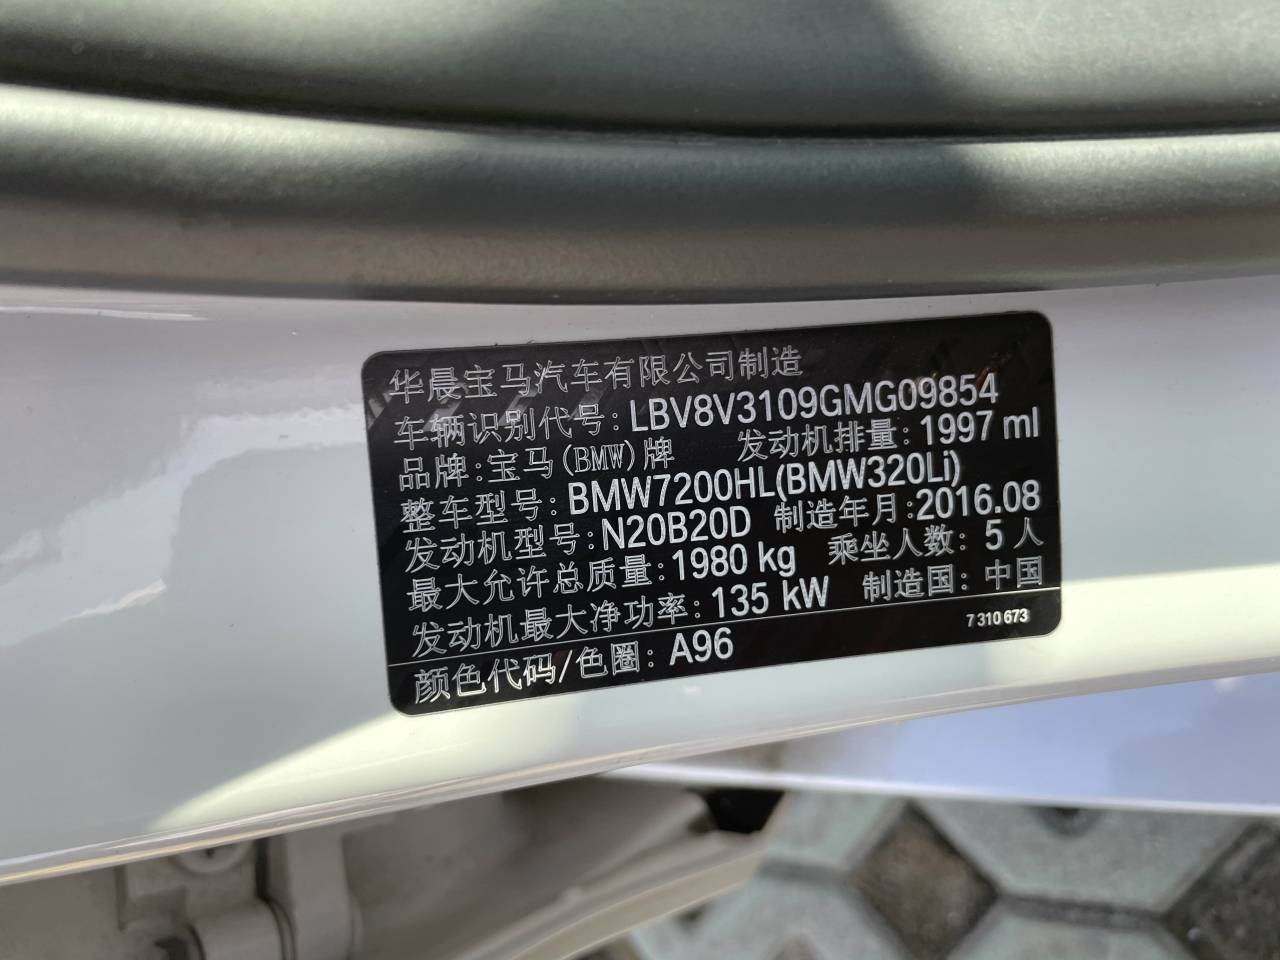 华晨宝马汽车有限公司制造
车辆识别代号: LBV8V3109GMG09854
品牌:宝马(BMW)牌 发动机排量: 1997 ml
整车型号: BMW7200HL(BMW320Li)
发动机型号: N20B20D 制造年月:2016.08
最大允许总质量:1980 kg 乘坐人数: 5 人
发动机最大净功率: 135 kW 制造国: 中国
颜色代码/色圈: A96 7 310 673